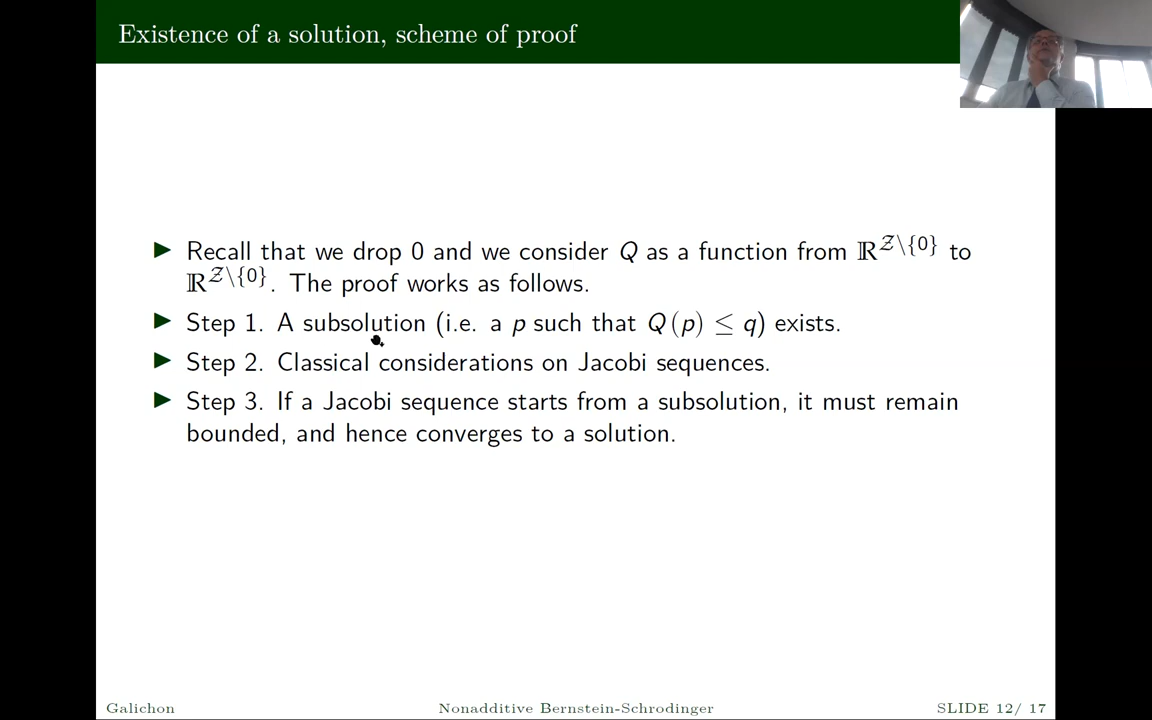 Existence of a solution, scheme of proof
▶ Recall that we drop 0 and we consider Q as a function from ℝ^{𝒵\{0}} to
ℝ^{𝒵\{0}}. The proof works as follows.
▶ Step 1. A subsolution (i.e. a p such that Q(p) ≤ q) exists.
▶ Step 2. Classical considerations on Jacobi sequences.
▶ Step 3. If a Jacobi sequence starts from a subsolution, it must remain
bounded, and hence converges to a solution.
Galichon Nonadditive Bernstein-Schrodinger SLIDE 12/ 17